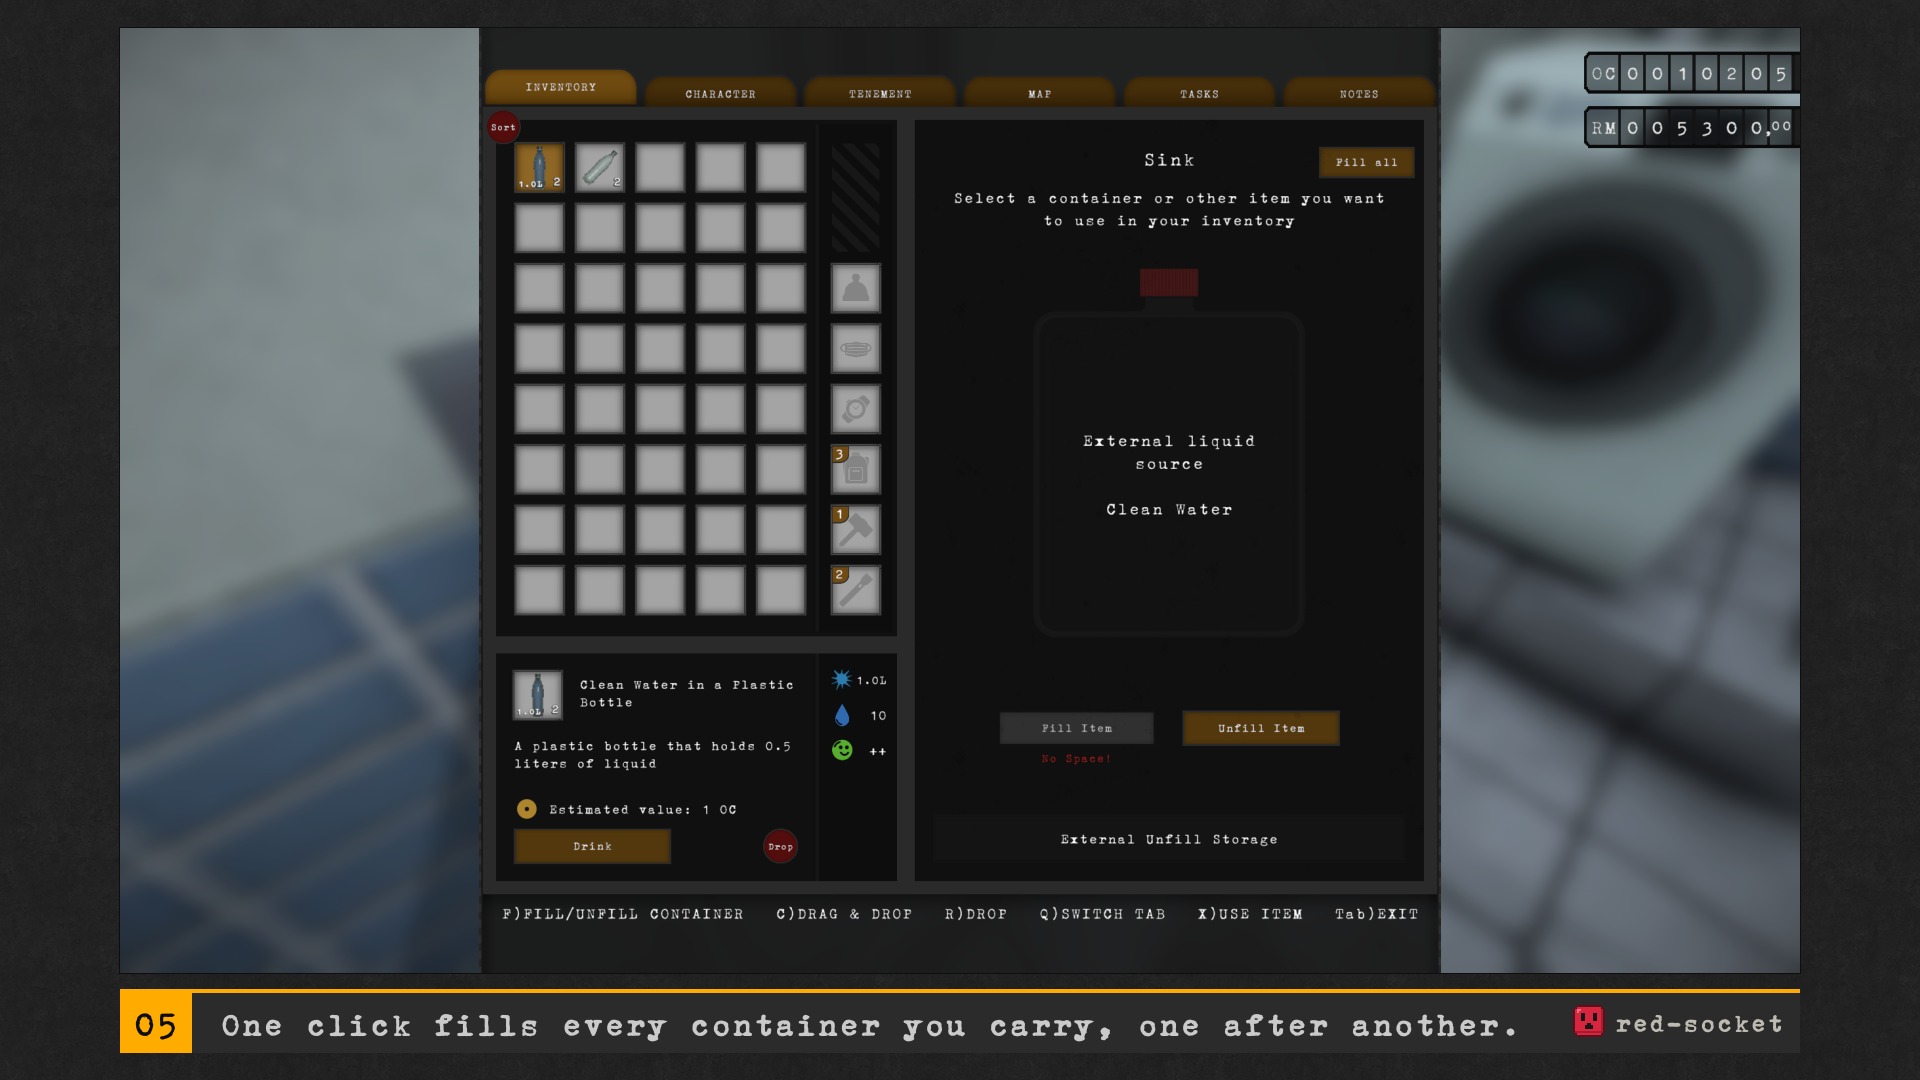 INVENTORY
CHARACTER
TENEMENT
MAP
TASKS
NOTES
OC 0 0 1 0 2 0 5
RM 0 0 5 3 0 0,00
Sort
1.0L 2
2
3
1
2
Sink
Fill all
Select a container or other item you want
to use in your inventory
External liquid
source
Clean Water
Fill Item
Unfill Item
No Space!
External Unfill Storage
1.0L 2
Clean Water in a Plastic
Bottle
A plastic bottle that holds 0.5
liters of liquid
Estimated value: 1 OC
Drink
Drop
1.0L
10
++
F)FILL/UNFILL CONTAINER
C)DRAG & DROP
R)DROP
Q)SWITCH TAB
X)USE ITEM
Tab)EXIT
05
One click fills every container you carry, one after another.
red-socket